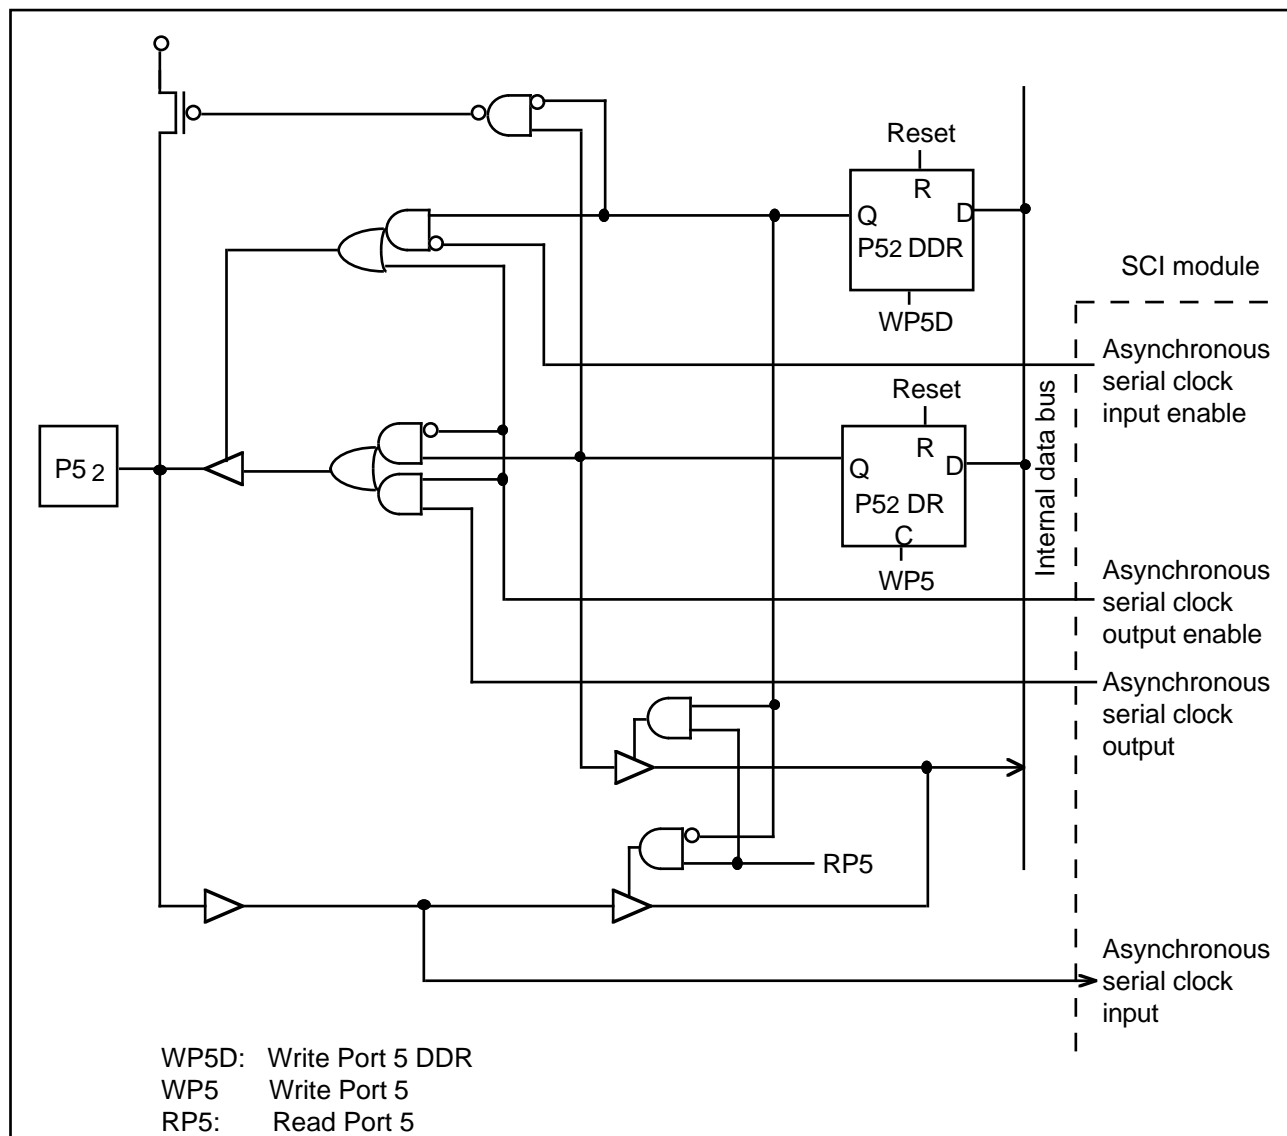 Reset
R
Q
D
P52 DDR
WP5D
SCI module
Asynchronous
serial clock
input enable
Reset
R
Q
D
P52 DR
C
WP5
Internal data bus
P5 2
Asynchronous
serial clock
output enable
Asynchronous
serial clock
output
RP5
Asynchronous
serial clock
input
WP5D: Write Port 5 DDR
WP5 Write Port 5
RP5: Read Port 5